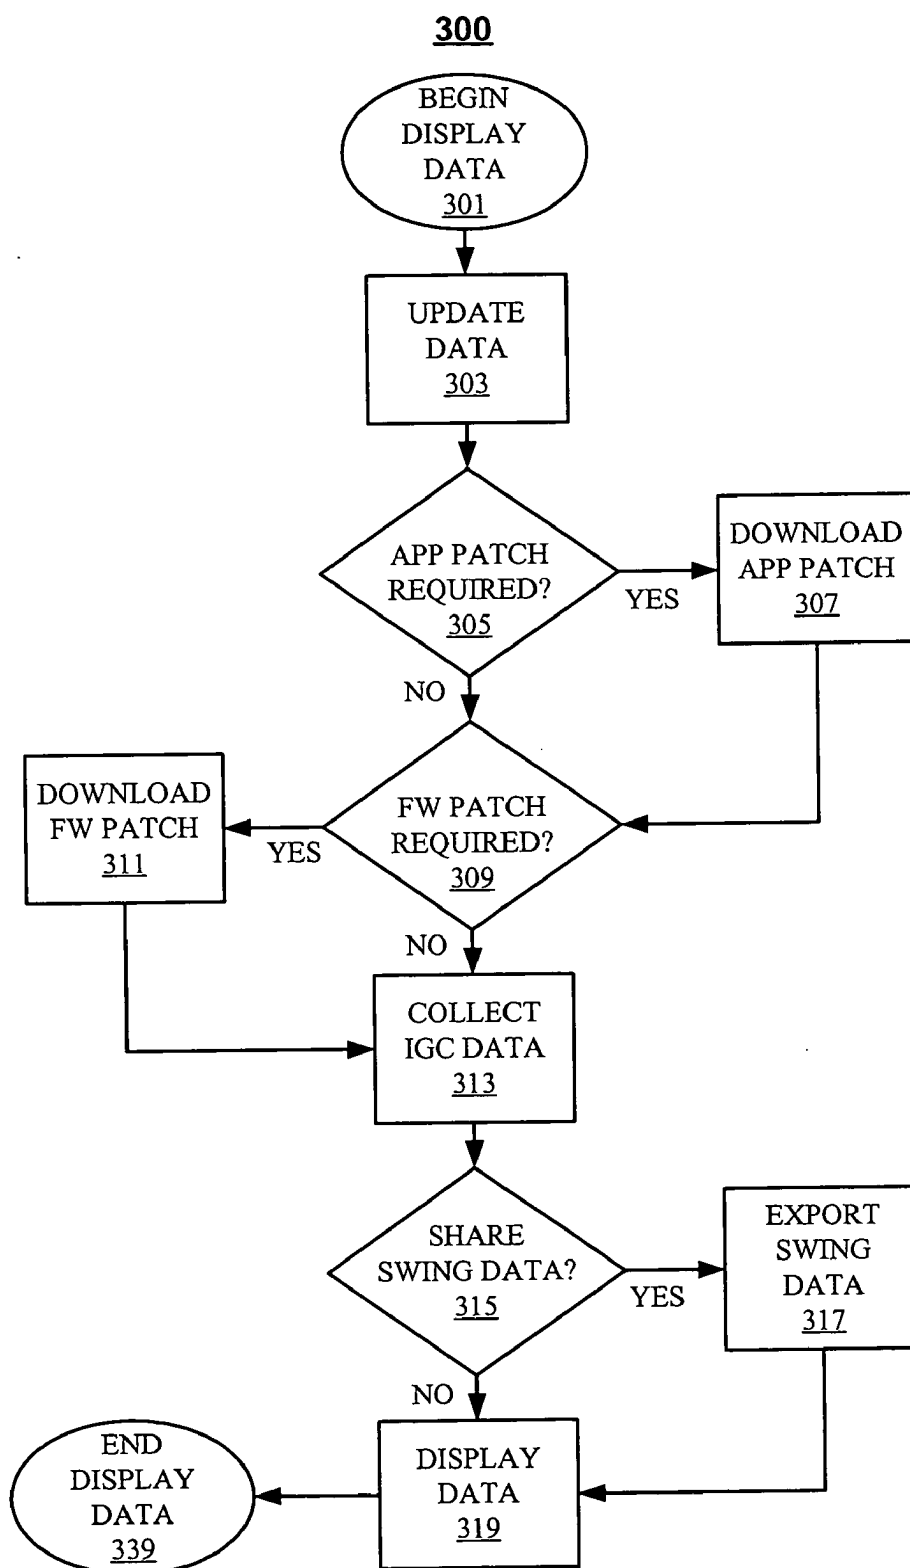 300
BEGIN
DISPLAY
DATA
301
UPDATE
DATA
303
APP PATCH
REQUIRED?
305
YES
DOWNLOAD
APP PATCH
307
NO
DOWNLOAD
FW PATCH
311
YES
FW PATCH
REQUIRED?
309
NO
COLLECT
IGC DATA
313
SHARE
SWING DATA?
315
YES
EXPORT
SWING
DATA
317
NO
DISPLAY
DATA
319
END
DISPLAY
DATA
339